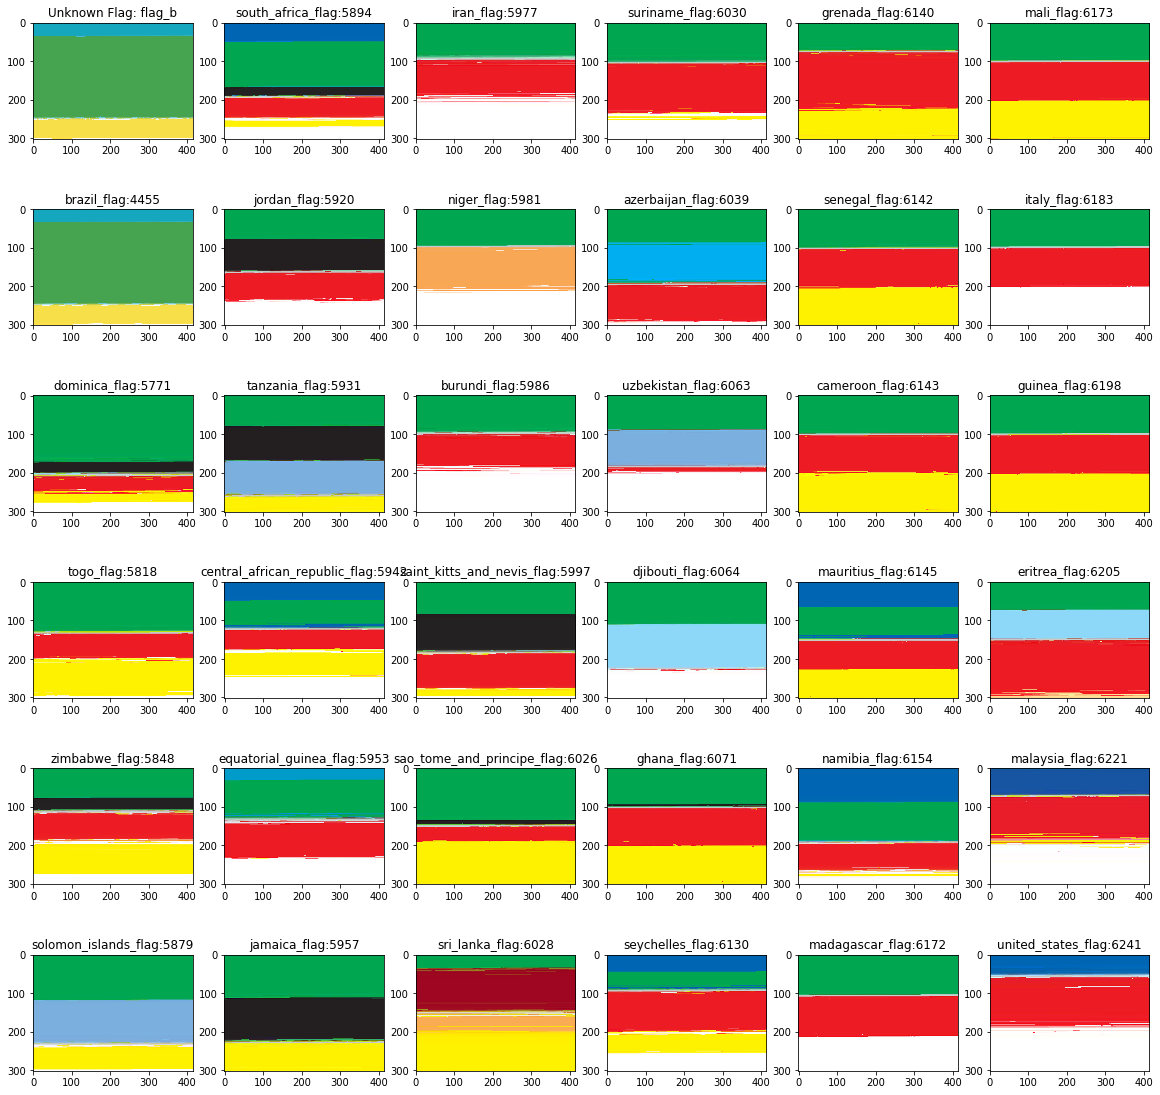 Unknown Flag: flag_b south_africa_flag:5894 iran_flag:5977 suriname_flag:6030 grenada_flag:6140 mali_flag:6173
0 0 0 0 0 0
100 100 100 100 100 100
200 200 200 200 200 200
300 300 300 300 300 300
0 100 200 300 400 0 100 200 300 400 0 100 200 300 400 0 100 200 300 400 0 100 200 300 400 0 100 200 300 400
brazil_flag:4455 jordan_flag:5920 niger_flag:5981 azerbaijan_flag:6039 senegal_flag:6142 italy_flag:6183
0 0 0 0 0 0
100 100 100 100 100 100
200 200 200 200 200 200
300 300 300 300 300 300
0 100 200 300 400 0 100 200 300 400 0 100 200 300 400 0 100 200 300 400 0 100 200 300 400 0 100 200 300 400
dominica_flag:5771 tanzania_flag:5931 burundi_flag:5986 uzbekistan_flag:6063 cameroon_flag:6143 guinea_flag:6198
0 0 0 0 0 0
100 100 100 100 100 100
200 200 200 200 200 200
300 300 300 300 300 300
0 100 200 300 400 0 100 200 300 400 0 100 200 300 400 0 100 200 300 400 0 100 200 300 400 0 100 200 300 400
togo_flag:5818 central_african_republic_flag:5942 saint_kitts_and_nevis_flag:5997 djibouti_flag:6064 mauritius_flag:6145 eritrea_flag:6205
0 0 0 0 0 0
100 100 100 100 100 100
200 200 200 200 200 200
300 300 300 300 300 300
0 100 200 300 400 0 100 200 300 400 0 100 200 300 400 0 100 200 300 400 0 100 200 300 400 0 100 200 300 400
zimbabwe_flag:5848 equatorial_guinea_flag:5953 sao_tome_and_principe_flag:6026 ghana_flag:6071 namibia_flag:6154 malaysia_flag:6221
0 0 0 0 0 0
100 100 100 100 100 100
200 200 200 200 200 200
300 300 300 300 300 300
0 100 200 300 400 0 100 200 300 400 0 100 200 300 400 0 100 200 300 400 0 100 200 300 400 0 100 200 300 400
solomon_islands_flag:5879 jamaica_flag:5957 sri_lanka_flag:6028 seychelles_flag:6130 madagascar_flag:6172 united_states_flag:6241
0 0 0 0 0 0
100 100 100 100 100 100
200 200 200 200 200 200
300 300 300 300 300 300
0 100 200 300 400 0 100 200 300 400 0 100 200 300 400 0 100 200 300 400 0 100 200 300 400 0 100 200 300 400